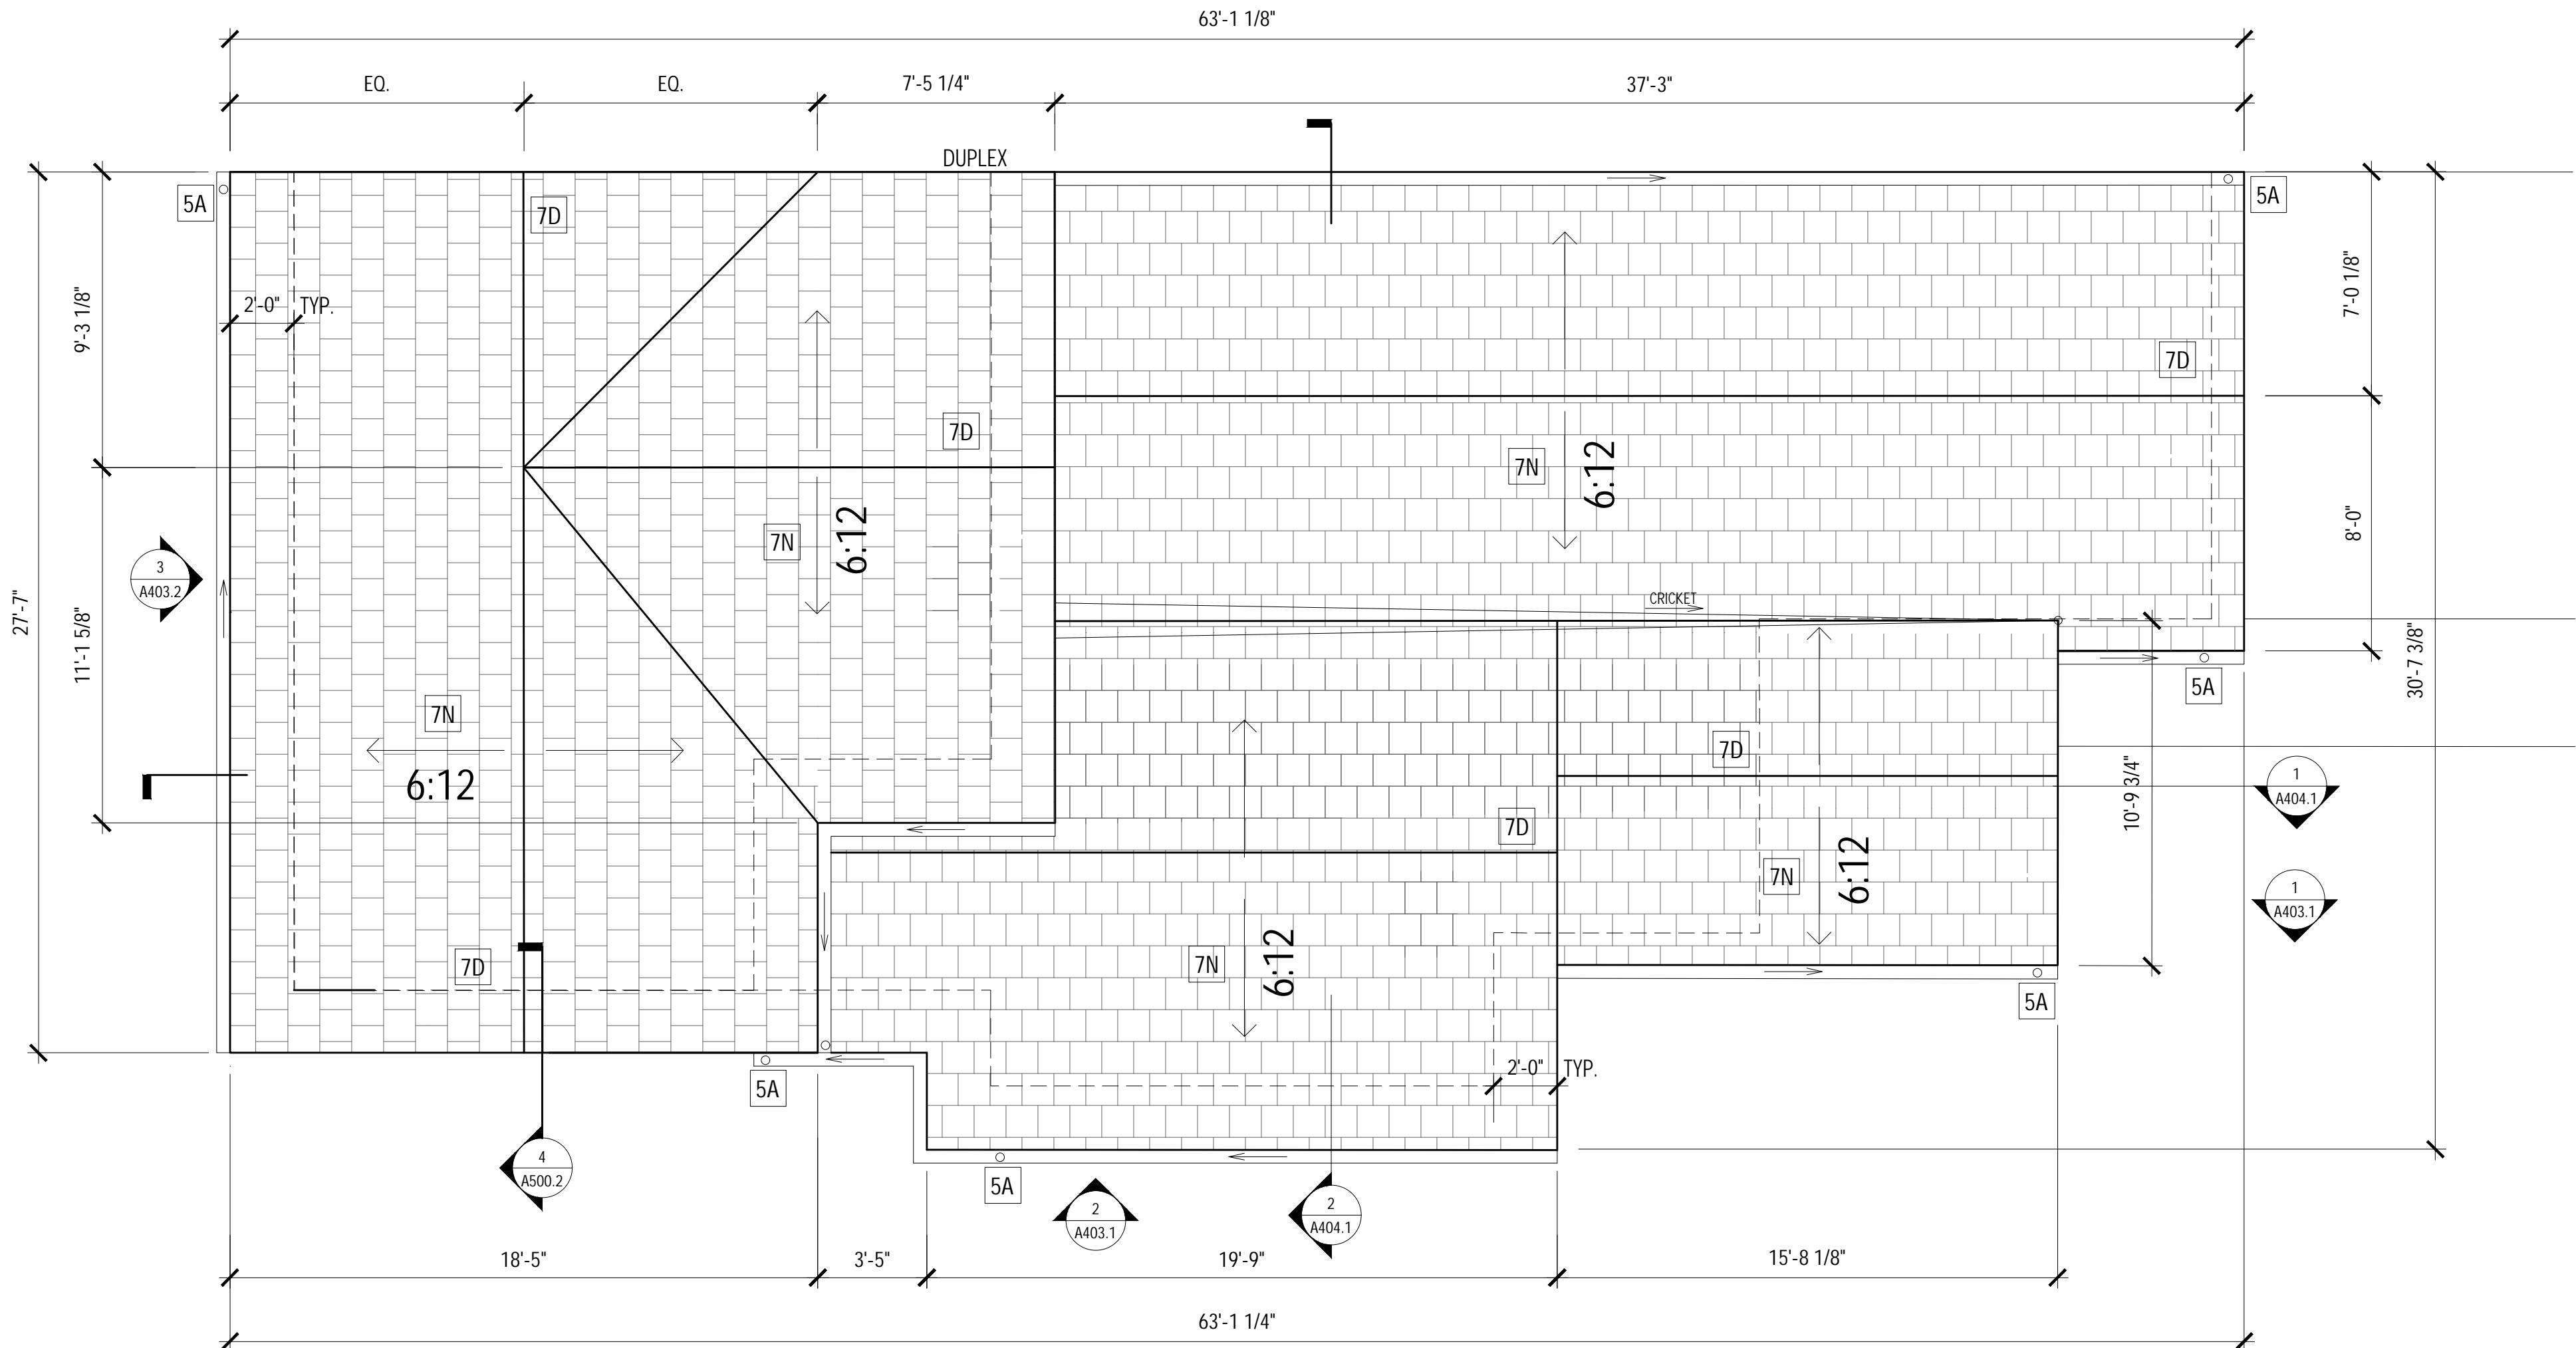 63'-1 1/8"
EQ.
EQ.
7'-5 1/4"
37'-3"
DUPLEX
5A
7D
5A
9'-3 1/8"
2'-0"
TYP.
7'-0 1/8"
7D
7D
7N
6:12
7N
6:12
8'-0"
27'-7"
3
A403.2
CRICKET
11'-1 5/8"
30'-7 3/8"
5A
7N
6:12
7D
10'-9 3/4"
1
A404.1
7D
7N
6:12
1
A403.1
7D
7N
6:12
5A
5A
2'-0"
TYP.
4
A500.2
5A
2
A403.1
2
A404.1
18'-5"
3'-5"
19'-9"
15'-8 1/8"
63'-1 1/4"